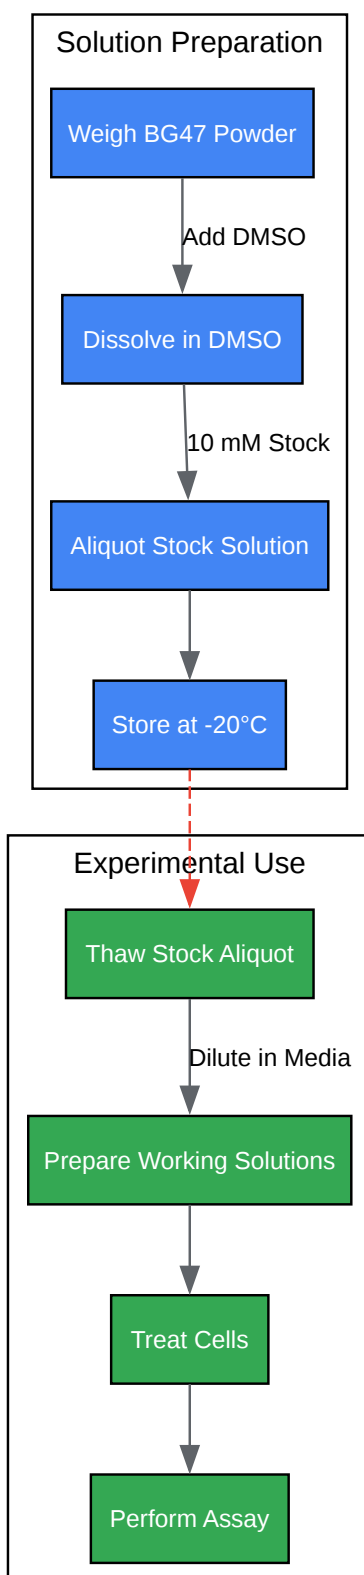 Solution Preparation
Weigh BG47 Powder
Add DMSO
Dissolve in DMSO
10 mM Stock
Aliquot Stock Solution
Store at -20°C
Experimental Use
Thaw Stock Aliquot
Dilute in Media
Prepare Working Solutions
Treat Cells
Perform Assay